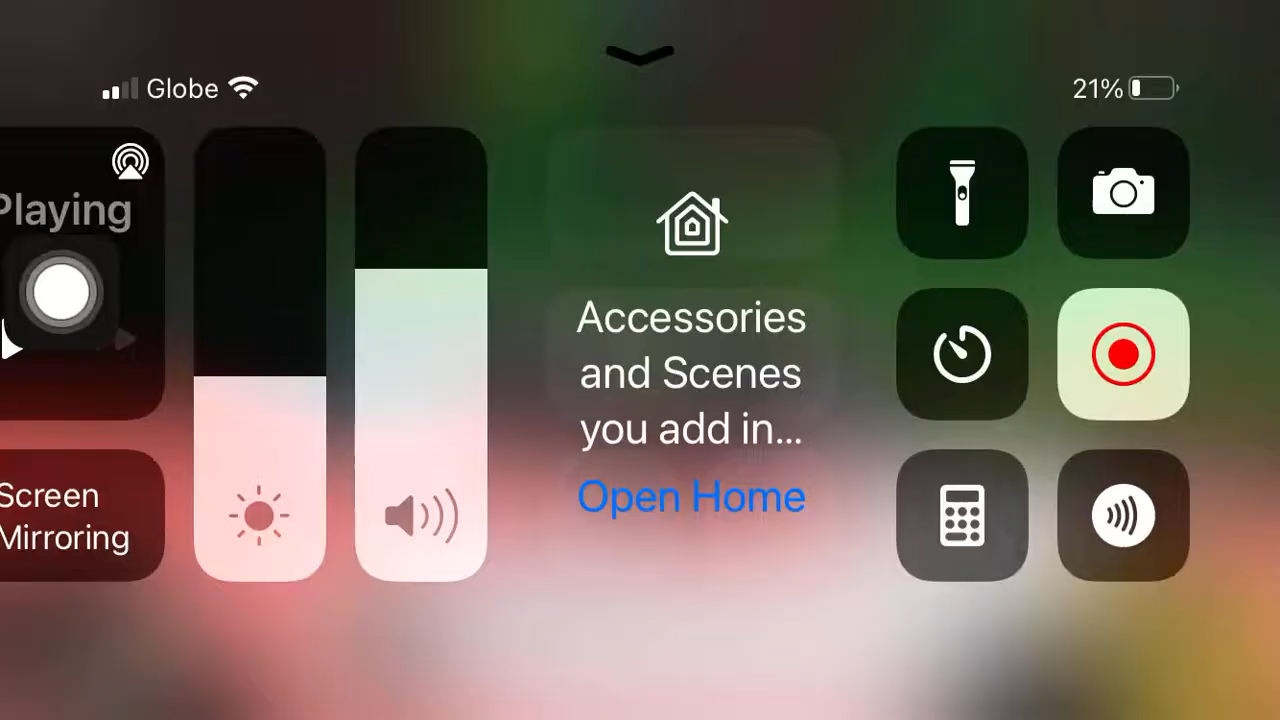 Globe
21%
Playing
Accessories
and Scenes
you add in...
Open Home
Screen
Mirroring